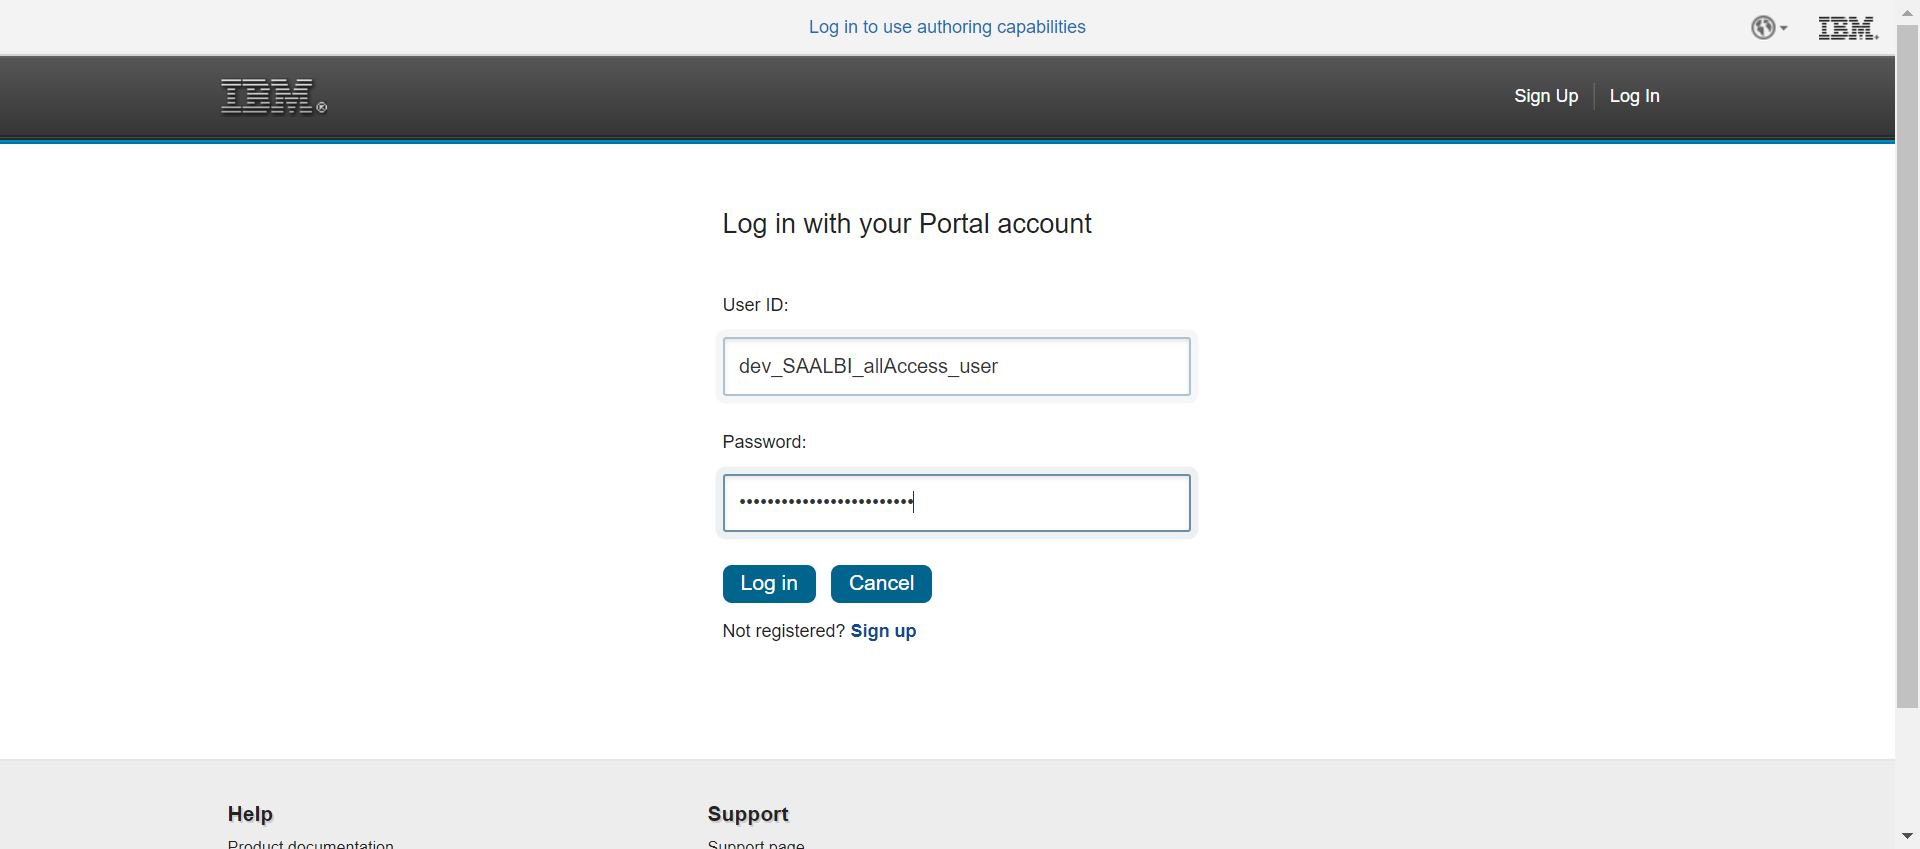 Log in to use authoring capabilities
IBM.
IBM®
Sign Up
Log In
Log in with your Portal account
User ID:
dev_SAALBI_allAccess_user
Password:
•••••••••••••••••••••••••
Log in
Cancel
Not registered? Sign up
Help
Support
Product documentation
Support page